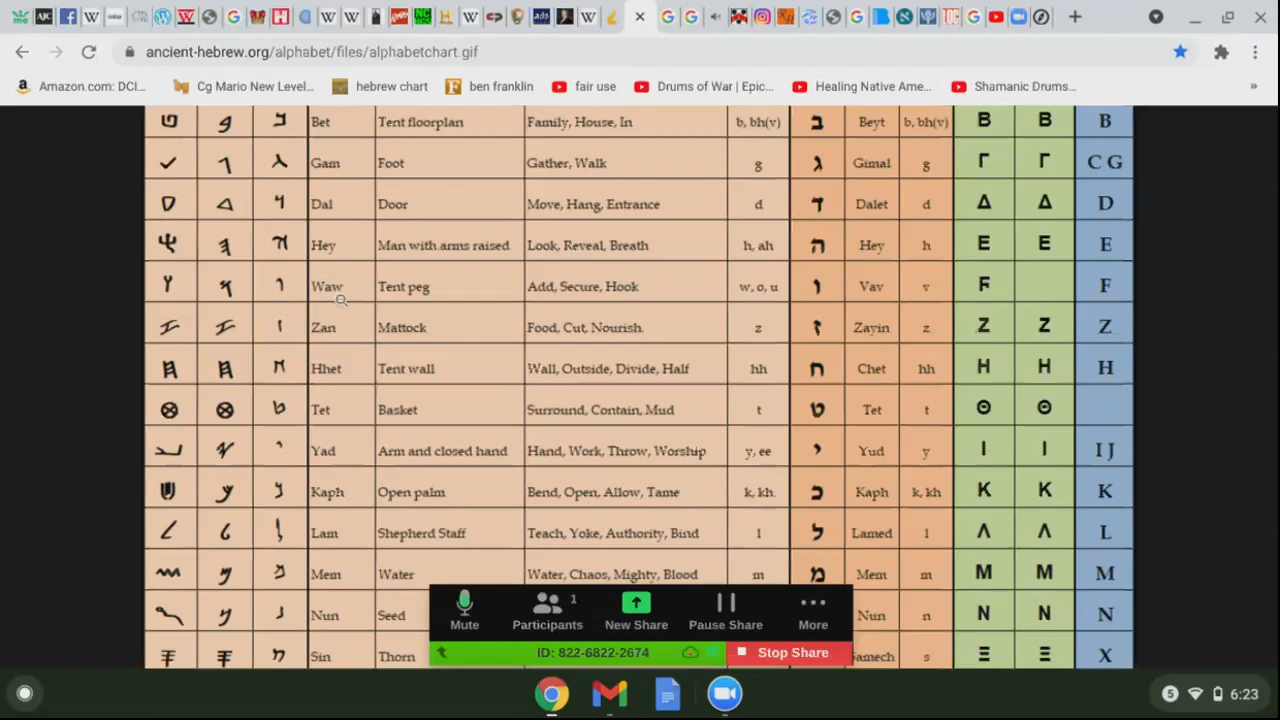 ancient-hebrew.org/alphabet/files/alphabetchart.gif
Amazon.com: DCI... Cg Mario New Level... hebrew chart ben franklin fair use Drums of War | Epic... Healing Native Ame... Shamanic Drums... »
Bet Tent floorplan Family, House, In b, bh(v) ב Beyt b, bh(v) B B B
Gam Foot Gather, Walk g ג Gimal g Γ Γ C G
Dal Door Move, Hang, Entrance d ד Dalet d Δ Δ D
Hey Man with arms raised Look, Reveal, Breath h, ah ה Hey h E E E
Waw Tent peg Add, Secure, Hook w, o, u ו Vav v F F
Zan Mattock Food, Cut, Nourish z ז Zayin z Z Z Z
Hhet Tent wall Wall, Outside, Divide, Half hh ח Chet hh H H H
Tet Basket Surround, Contain, Mud t ט Tet t Θ Θ
Yad Arm and closed hand Hand, Work, Throw, Worship y, ee י Yud y I I I J
Kaph Open palm Bend, Open, Allow, Tame k, kh כ Kaph k, kh K K K
Lam Shepherd Staff Teach, Yoke, Authority, Bind l ל Lamed l Λ Λ L
Mem Water Water, Chaos, Mighty, Blood m מ Mem m M M M
Nun Seed Nun n N N N
Sin Thorn Samech s Ξ Ξ X
Mute Participants 1 New Share Pause Share More
ID: 822-6822-2674 Stop Share
5 6:23